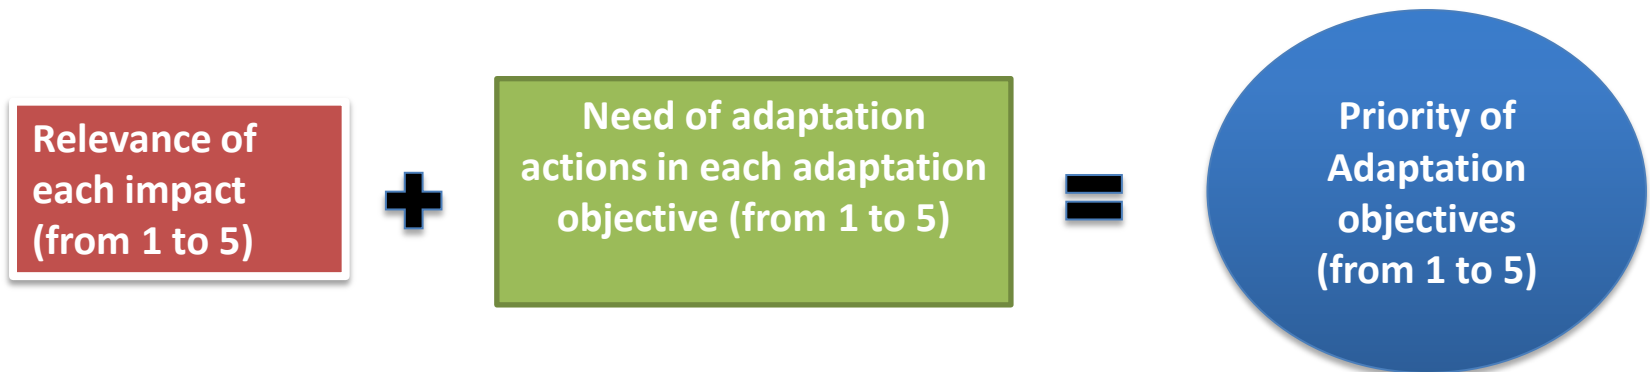 Relevance of
each impact
(from 1 to 5)
Need of adaptation
actions in each adaptation
objective (from 1 to 5)
Priority of
Adaptation
objectives
(from 1 to 5)